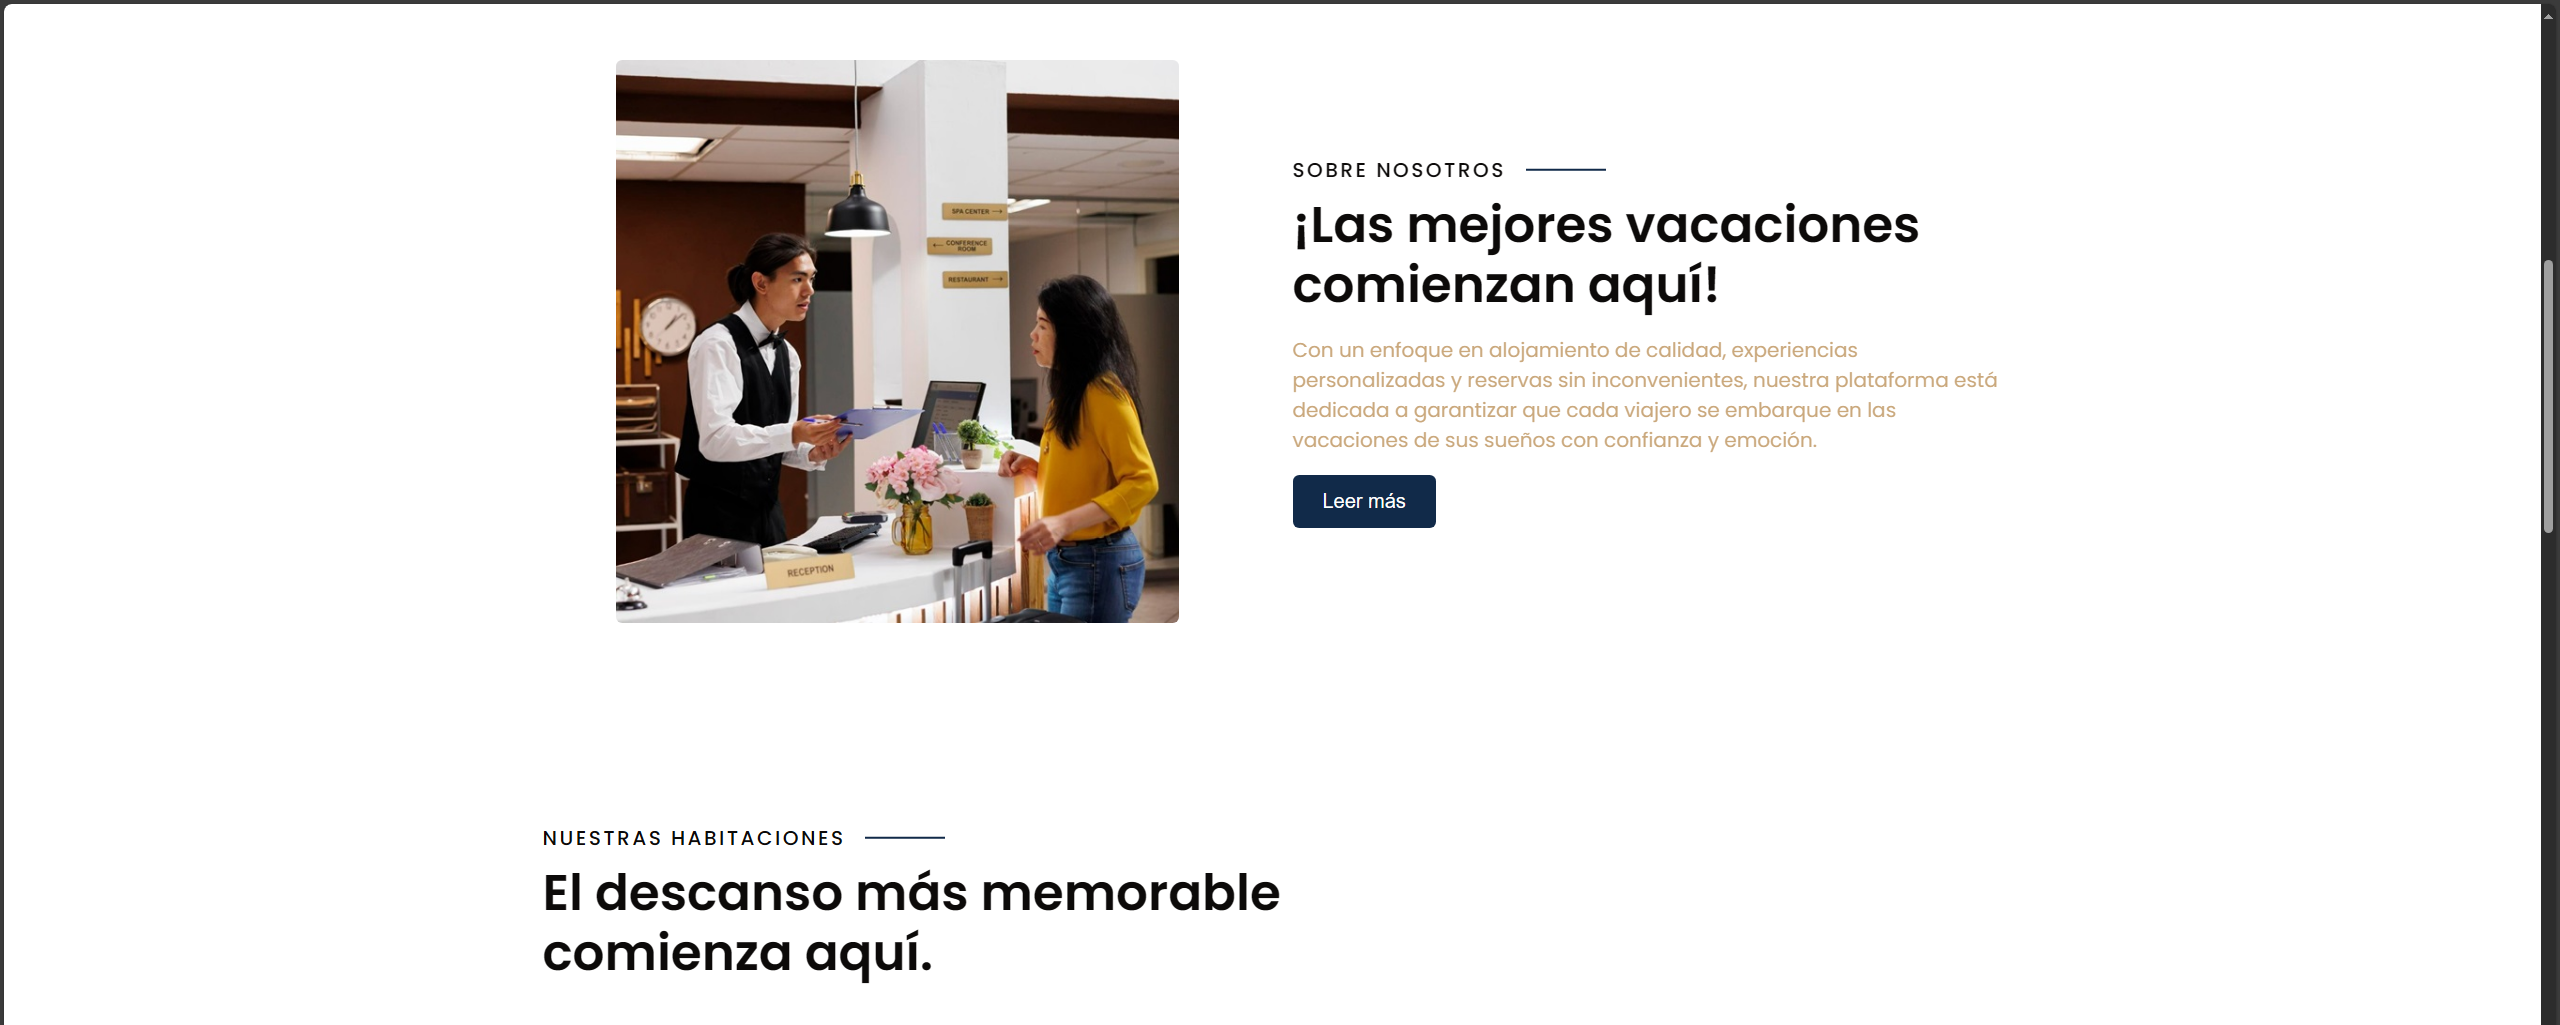 SPA CENTER →
← CONFERENCE
ROOM
RESTAURANT →
RECEPTION
SOBRE NOSOTROS
¡Las mejores vacaciones
comienzan aquí!
Con un enfoque en alojamiento de calidad, experiencias
personalizadas y reservas sin inconvenientes, nuestra plataforma está
dedicada a garantizar que cada viajero se embarque en las
vacaciones de sus sueños con confianza y emoción.
Leer más
NUESTRAS HABITACIONES
El descanso más memorable
comienza aquí.